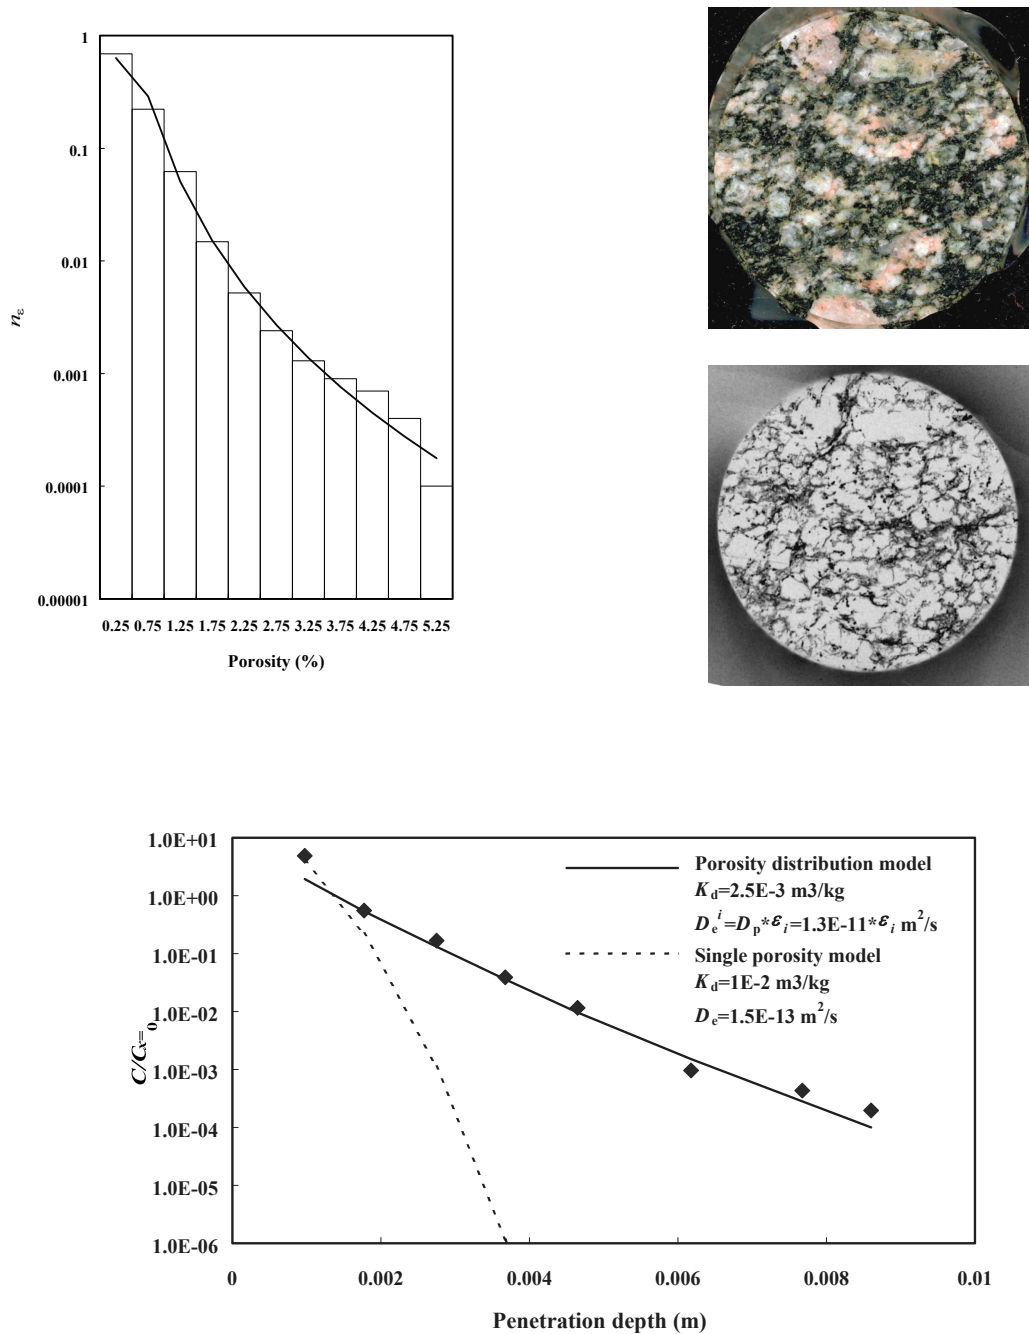 1
0.1
0.01
0.001
0.0001
0.00001
nε
0.25 0.75 1.25 1.75 2.25 2.75 3.25 3.75 4.25 4.75 5.25
Porosity (%)
1.0E+01
1.0E+00
1.0E-01
1.0E-02
1.0E-03
1.0E-04
1.0E-05
1.0E-06
C/Cx=0
Porosity distribution model
Kd=2.5E-3 m3/kg
De^i=Dp*εi=1.3E-11*εi m²/s
Single porosity model
Kd=1E-2 m3/kg
De=1.5E-13 m²/s
0 0.002 0.004 0.006 0.008 0.01
Penetration depth (m)